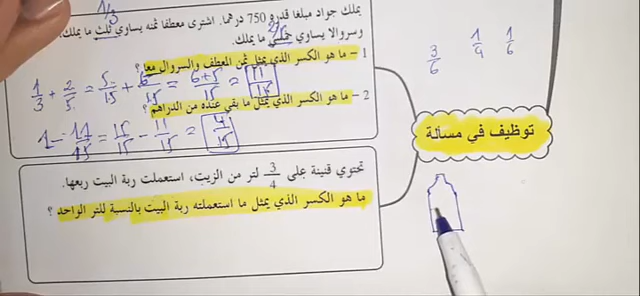 1/3
يملك جواد مبلغا قدره 750 درهما. اشترى معطفا ثمنه يساوي ثلث ما يملك،
2/5
وسروالا يساوي خمسي ما يملك.
1 – ما هو الكسر الذي يمثل ثمن المعطف والسروال معا ؟
1/3 + 2/5 = 5/15 + 6/15 = 6+5/15 = 11/15
2 – ما هو الكسر الذي يمثل ما بقي عنده من الدراهم ؟
1 - 11/15 = 15/15 - 11/15 = 4/15
3/6 1/4 1/6
توظيف في مسألة
تحتوي قنينة على 3/4 لتر من الزيت، استعملت ربة البيت ربعها.
ما هو الكسر الذي يمثل ما استعملته ربة البيت بالنسبة للتر الواحد ؟